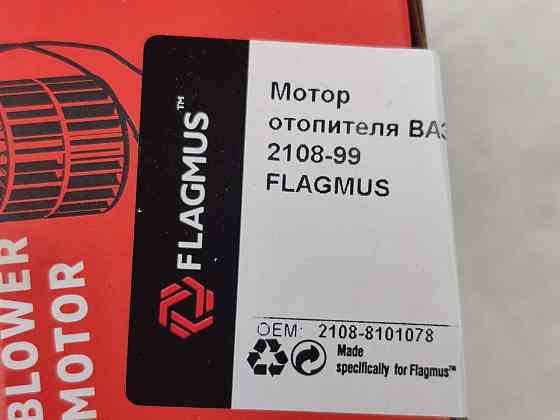 BLOWER
MOTOR
FLAGMUS™
Мотор
отопителя ВАЗ
2108-99
FLAGMUS
OEM: 2108-8101078
Made
specifically for Flagmus™